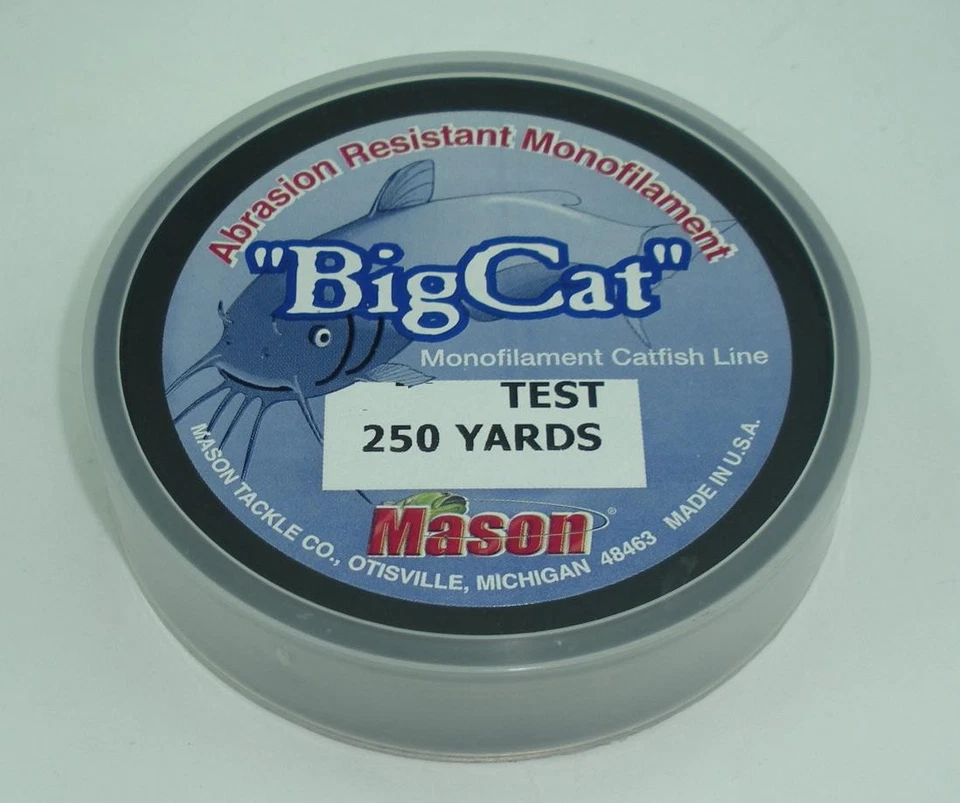 Abrasion Resistant Monofilament
"BigCat"
Monofilament Catfish Line
TEST
250 YARDS
Mason®
MASON TACKLE CO., OTISVILLE, MICHIGAN 48463 MADE IN U.S.A.